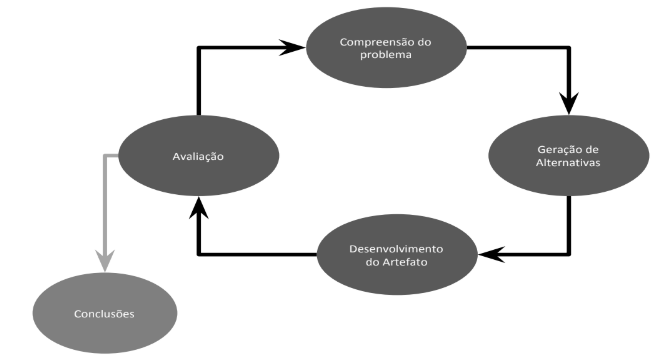 Compreensão do
problema
Geração de
Alternativas
Avaliação
Desenvolvimento
do Artefato
Conclusões